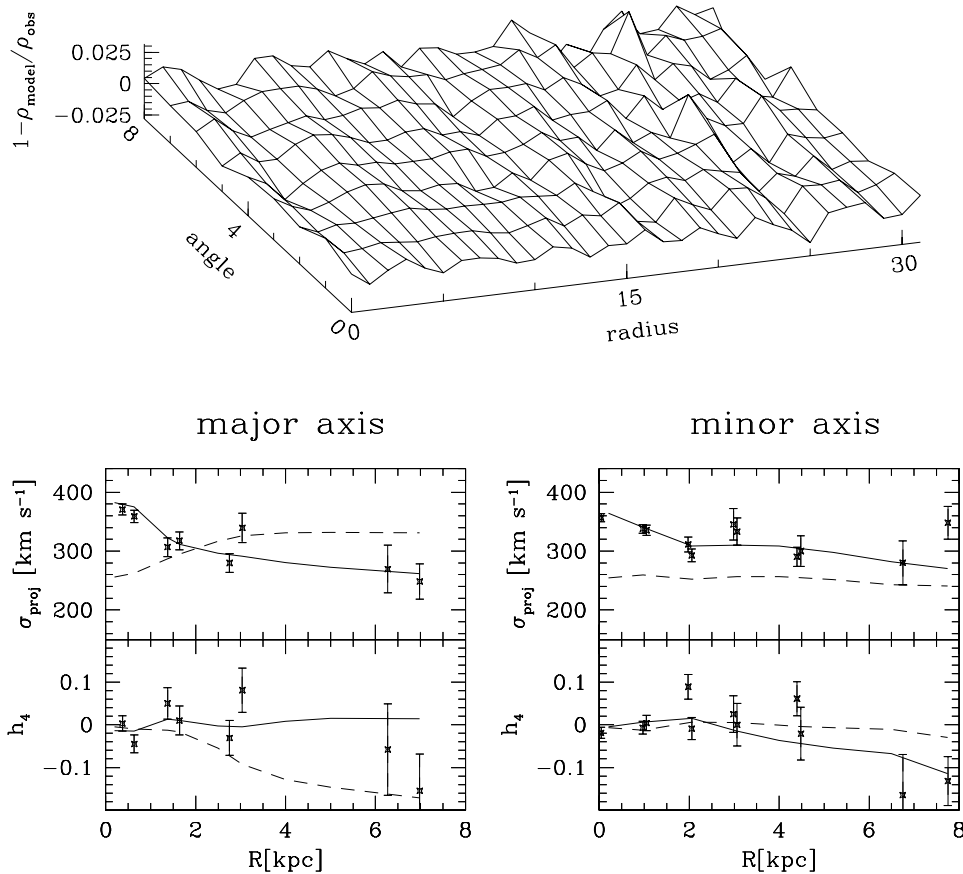 1−ρmodel/ρobs
0.025
0
−0.025
8
4
0
angle
0
15
30
radius
major axis
minor axis
σproj [km s⁻¹]
400
300
200
σproj [km s⁻¹]
400
300
200
h₄
0.1
0
−0.1
h₄
0.1
0
−0.1
0 2 4 6 8
0 2 4 6 8
R[kpc]
R[kpc]